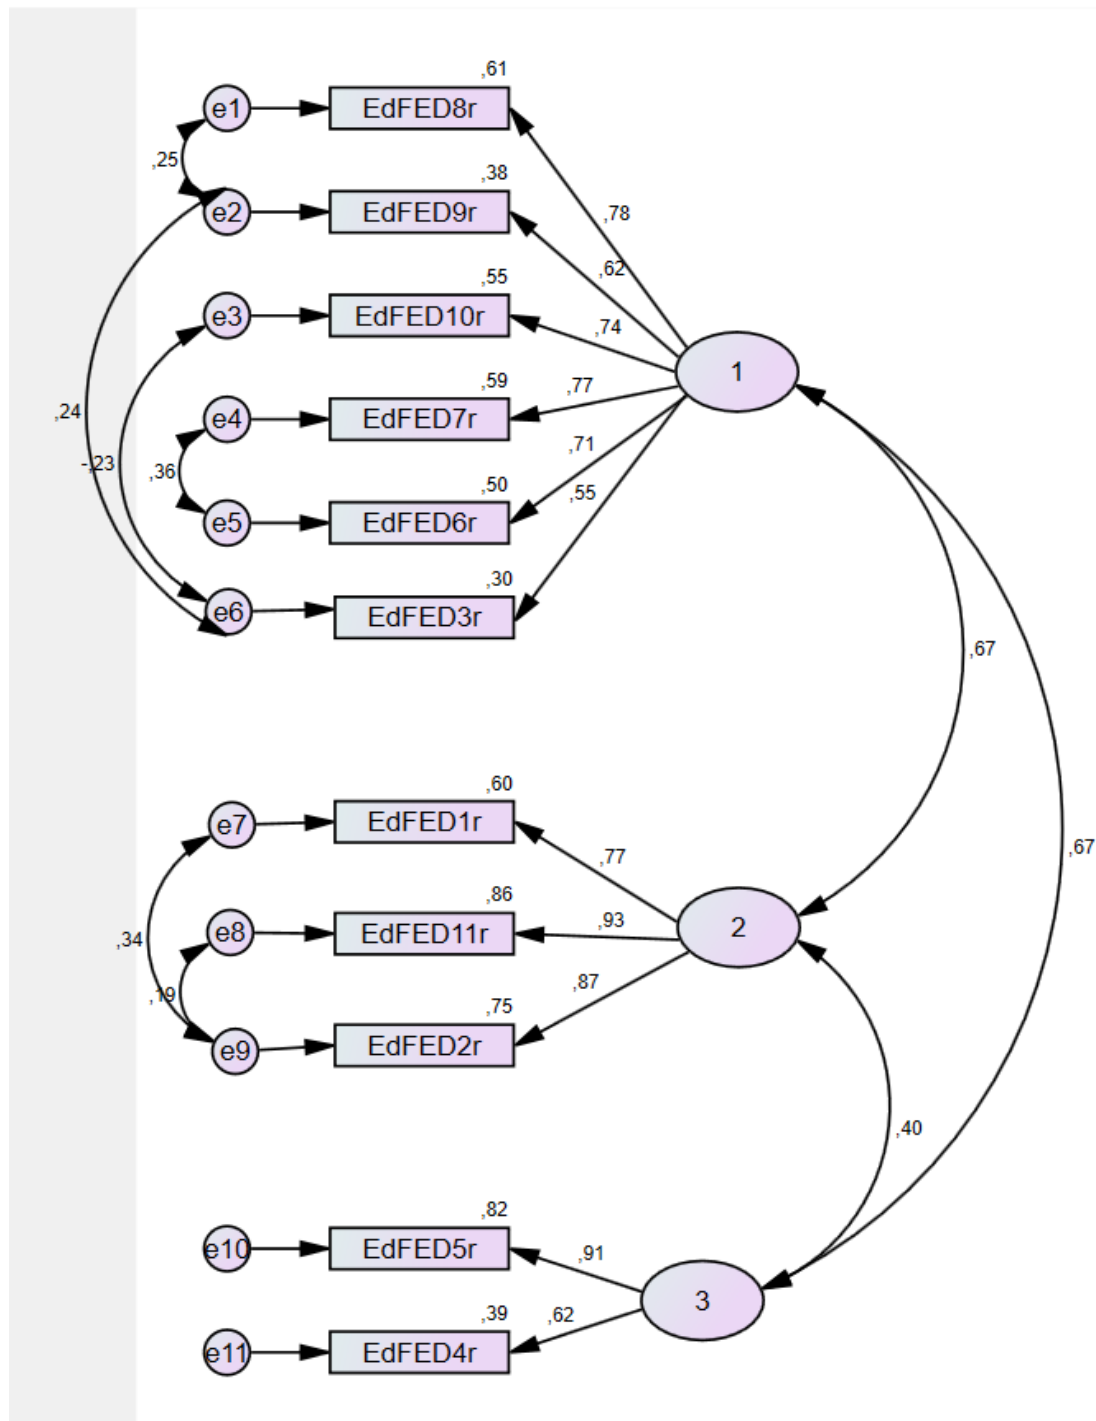 ,61
e1
EdFED8r
,25
,38
,78
e2
EdFED9r
,62
,55
e3
EdFED10r
,74
1
,59
,77
,24
e4
EdFED7r
,71
-,23
,36
,50
,55
e5
EdFED6r
,30
e6
EdFED3r
,67
,60
e7
EdFED1r
,67
,77
,86
,93
2
,34
e8
EdFED11r
,87
,19
,75
e9
EdFED2r
,40
,82
e10
EdFED5r
,91
3
,39
,62
e11
EdFED4r